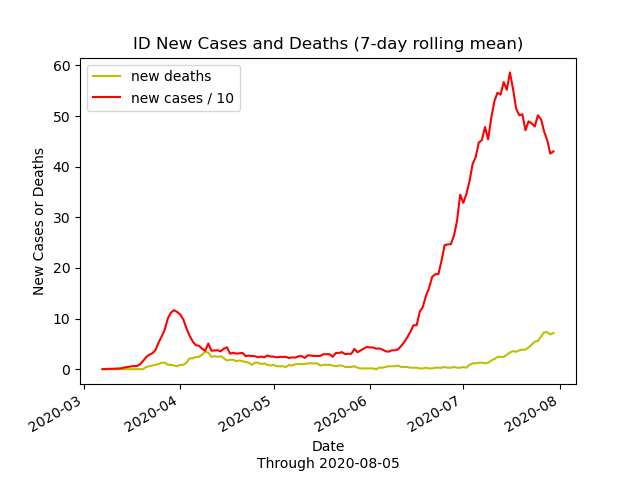 ID New Cases and Deaths (7-day rolling mean)
new deaths
new cases / 10
New Cases or Deaths
60
50
40
30
20
10
0
2020-03
2020-04
2020-05
2020-06
2020-07
2020-08
Date
Through 2020-08-05